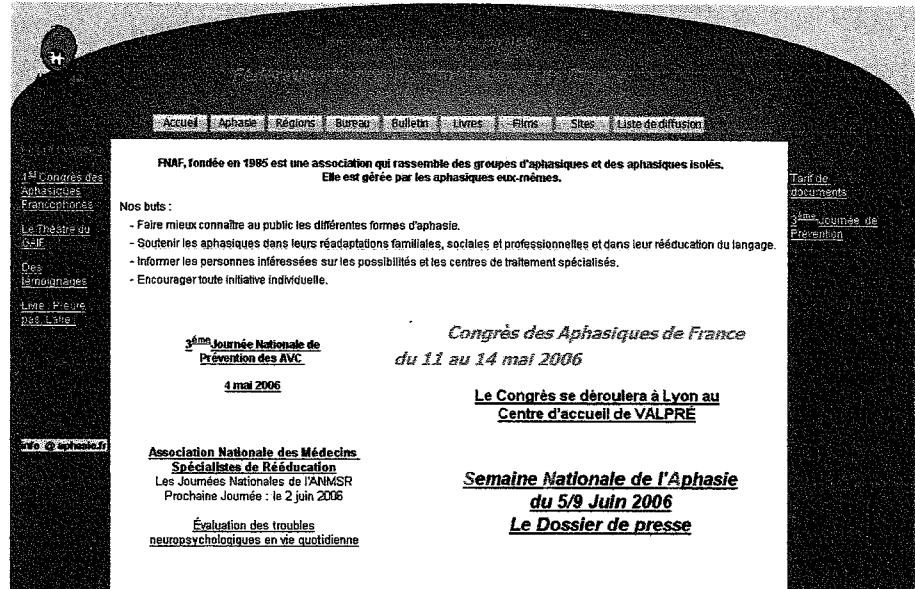 Accueil Aphasie Régions Bureau Bulletin Livres Films Sites Liste de diffusion
FNAF, fondée en 1985 est une association qui rassemble des groupes d'aphasiques et des aphasiques isolés.
Elle est gérée par les aphasiques eux-mêmes.
1er Congrès des
Aphasiques
Francophones
Le Théâtre du
GAIF
Des
témoignages
Livre : Pleure
pas,
info @ aphasie.fr
Nos buts :
- Faire mieux connaître au public les différentes formes d'aphasie.
- Soutenir les aphasiques dans leurs réadaptations familiales, sociales et professionnelles et dans leur rééducation du langage.
- Informer les personnes intéressées sur les possibilités et les centres de traitement spécialisés.
- Encourager toute initiative individuelle.
3éme Journée Nationale de
Prévention des AVC
4 mai 2006
Association Nationale des Médecins
Spécialistes de Rééducation
Les Journées Nationales de l'ANMSR
Prochaine Journée : le 2 juin 2006
Évaluation des troubles
neuropsychologiques en vie quotidienne
Congrès des Aphasiques de France
du 11 au 14 mai 2006
Le Congrès se déroulera à Lyon au
Centre d'accueil de VALPRÉ
Semaine Nationale de l'Aphasie
du 5/9 Juin 2006
Le Dossier de presse
Tarif de
documents
3éme Journée de
Prévention